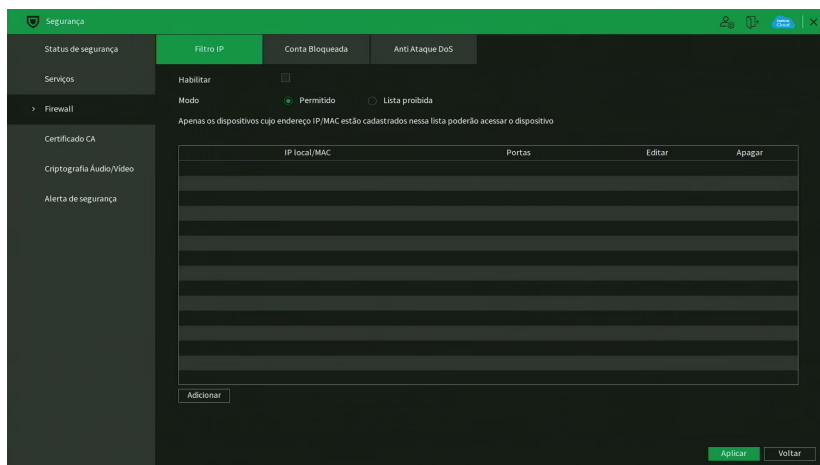 Segurança
Status de segurança
Serviços
> Firewall
Certificado CA
Criptografia Áudio/Vídeo
Alerta de segurança
Filtro IP Conta Bloqueada Anti Ataque DoS
Habilitar
Modo Permitido Lista proibida
Apenas os dispositivos cujo endereço IP/MAC estão cadastrados nessa lista poderão acessar o dispositivo
IP local/MAC Portas Editar Apagar
Adicionar
Aplicar Voltar